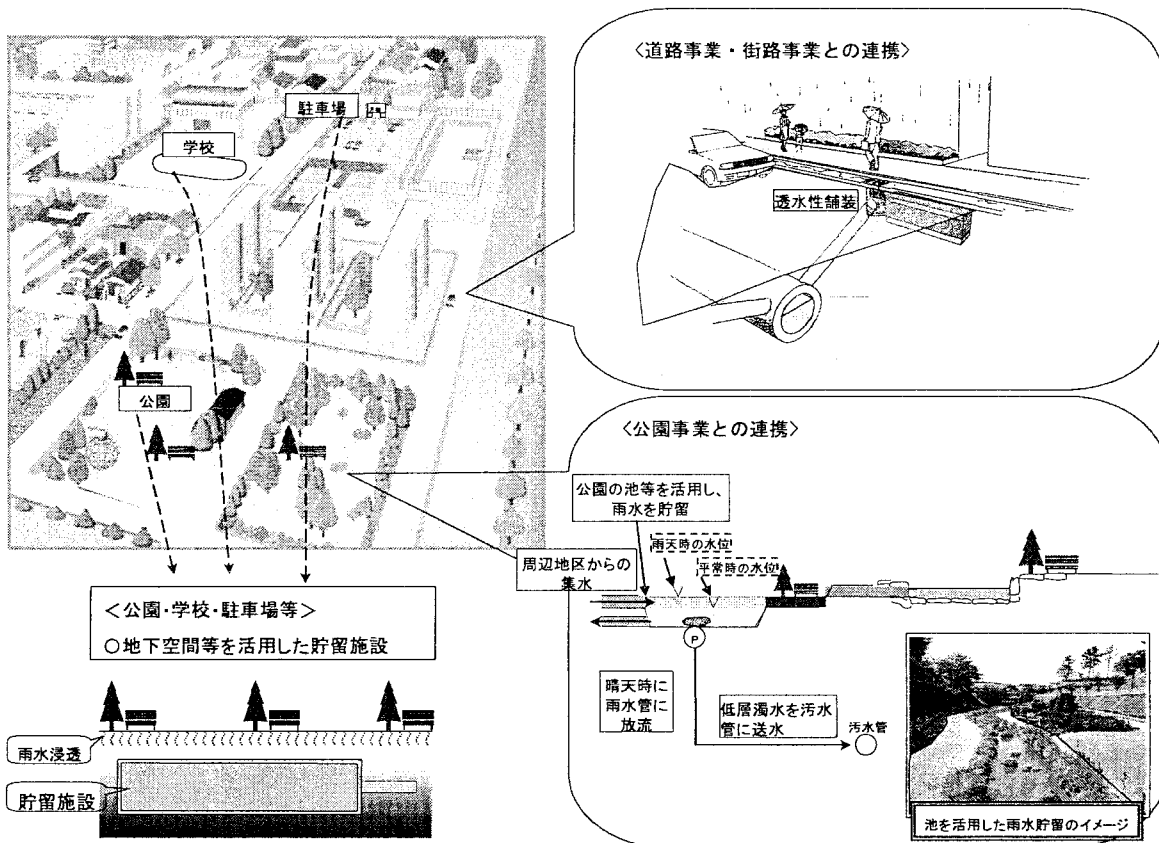 駐車場
学校
公園
<公園・学校・駐車場等>
○地下空間等を活用した貯留施設
雨水浸透
貯留施設
<道路事業・街路事業との連携>
透水性舗装
<公園事業との連携>
公園の池等を活用し、
雨水を貯留
雨天時の水位
平常時の水位
周辺地区からの
集水
P
晴天時に
雨水管に
放流
低層濁水を汚水
管に送水
汚水管
池を活用した雨水貯留のイメージ